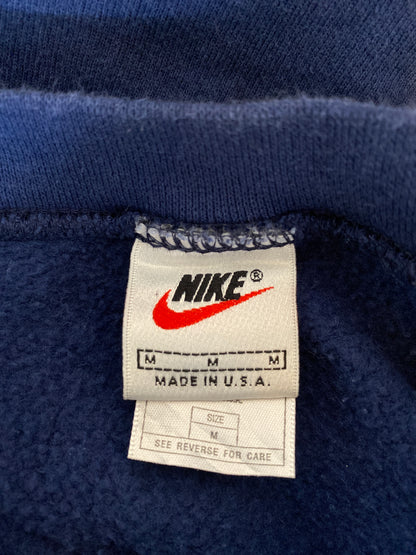 NIKE®
M M M
MADE IN U.S.A.
SIZE
M
SEE REVERSE FOR CARE